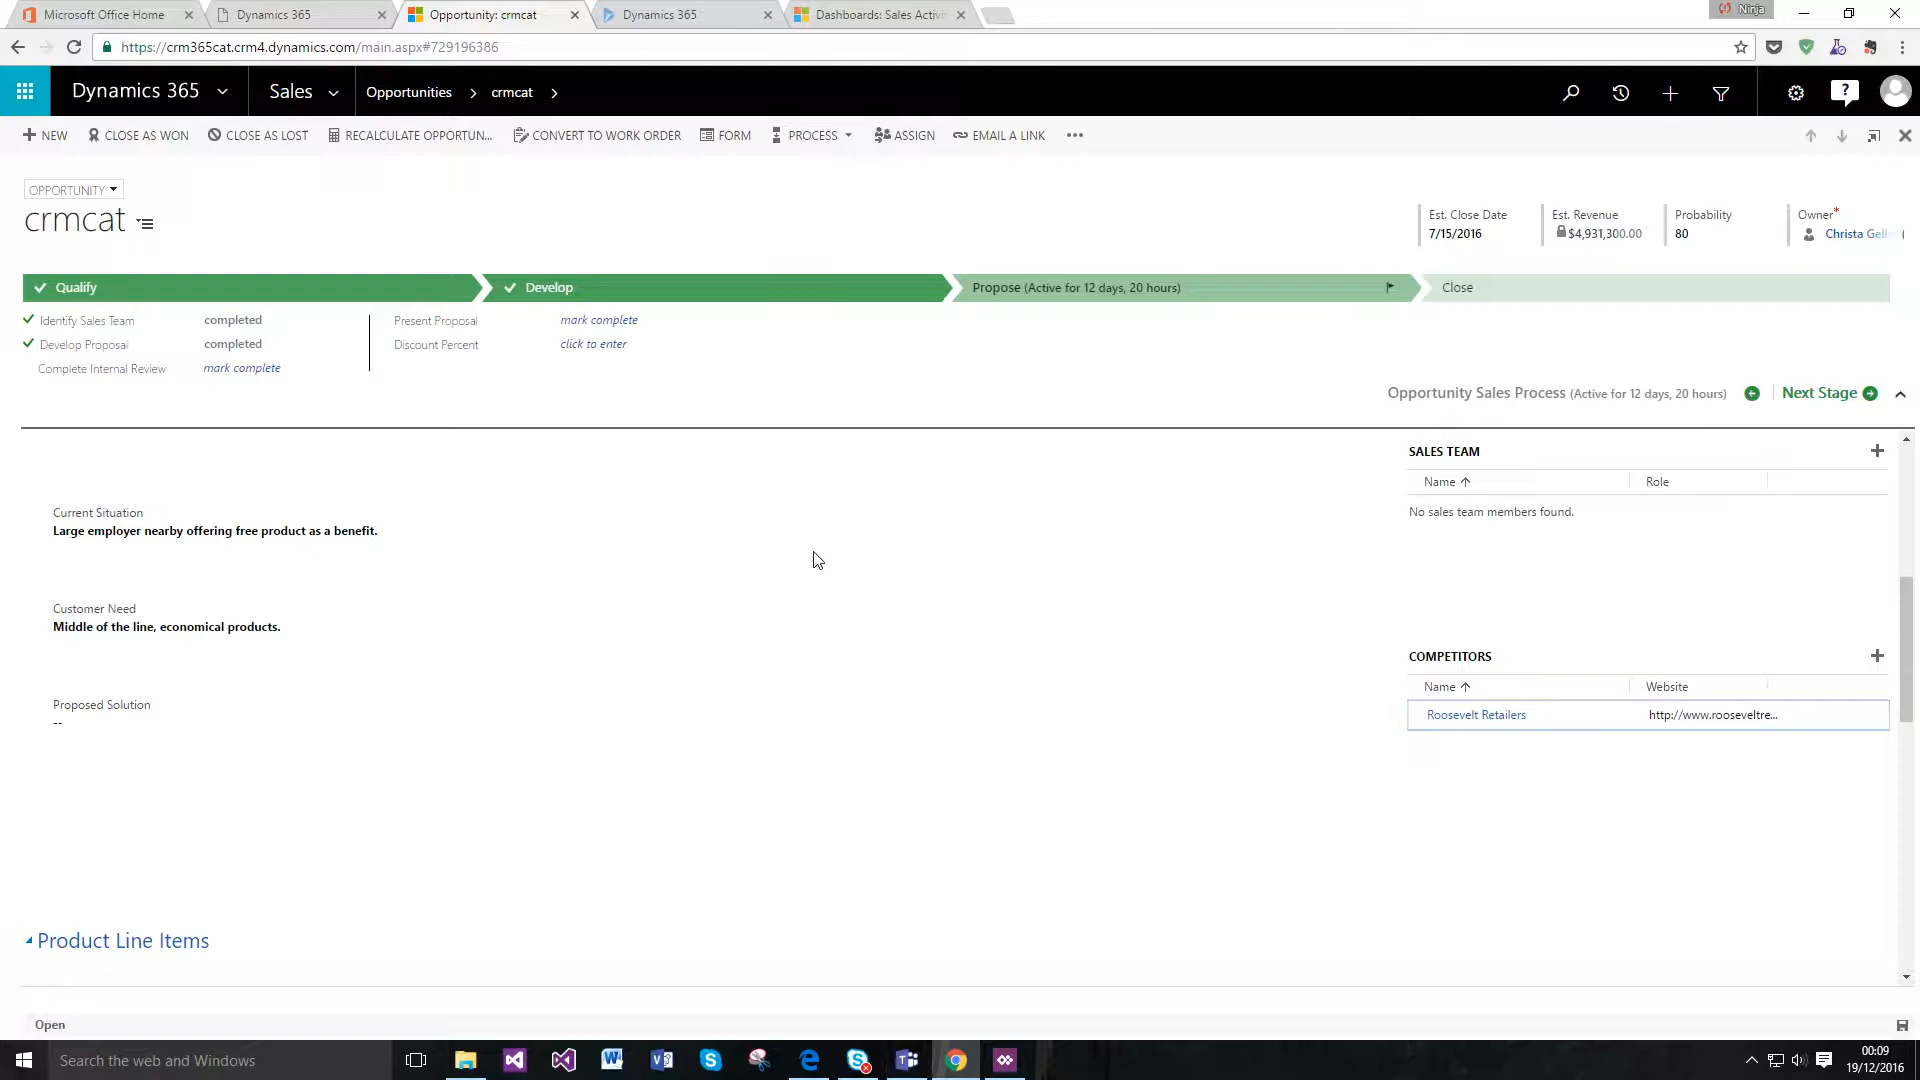 Microsoft Office Home
Dynamics 365
Opportunity: crmcat
Dynamics 365
Dashboards: Sales Activi
Ninja
https://crm365cat.crm4.dynamics.com/main.aspx#729196386
Dynamics 365
Sales
Opportunities
crmcat
NEW
CLOSE AS WON
CLOSE AS LOST
RECALCULATE OPPORTUN...
CONVERT TO WORK ORDER
FORM
PROCESS
ASSIGN
EMAIL A LINK
OPPORTUNITY
crmcat
Est. Close Date
7/15/2016
Est. Revenue
$4,931,300.00
Probability
80
Owner*
Christa Gell
Qualify
Develop
Propose (Active for 12 days, 20 hours)
Close
Identify Sales Team completed
Develop Proposal completed
Complete Internal Review mark complete
Present Proposal mark complete
Discount Percent click to enter
Opportunity Sales Process (Active for 12 days, 20 hours)
Next Stage
Current Situation
Large employer nearby offering free product as a benefit.
Customer Need
Middle of the line, economical products.
Proposed Solution
--
SALES TEAM
Name Role
No sales team members found.
COMPETITORS
Name Website
Roosevelt Retailers http://www.rooseveltre...
Product Line Items
Open
Search the web and Windows
00:09
19/12/2016